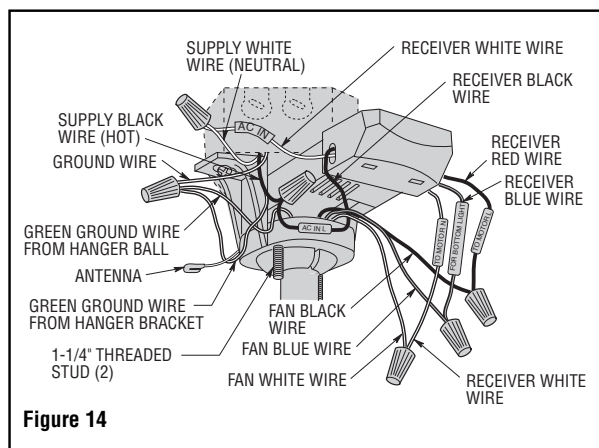 SUPPLY WHITE
WIRE (NEUTRAL)
RECEIVER WHITE WIRE
RECEIVER BLACK
WIRE
SUPPLY BLACK
WIRE (HOT)
AC IN
GROUND WIRE
RECEIVER
RED WIRE
RECEIVER
BLUE WIRE
GREEN GROUND WIRE
FROM HANGER BALL
AC IN L
TO MOTOR N
FOR BOTTOM LIGHT
TO MOTOR L
ANTENNA
GREEN GROUND WIRE
FROM HANGER BRACKET
FAN BLACK
WIRE
1-1/4" THREADED
STUD (2)
FAN BLUE WIRE
FAN WHITE WIRE
RECEIVER WHITE
WIRE
Figure 14